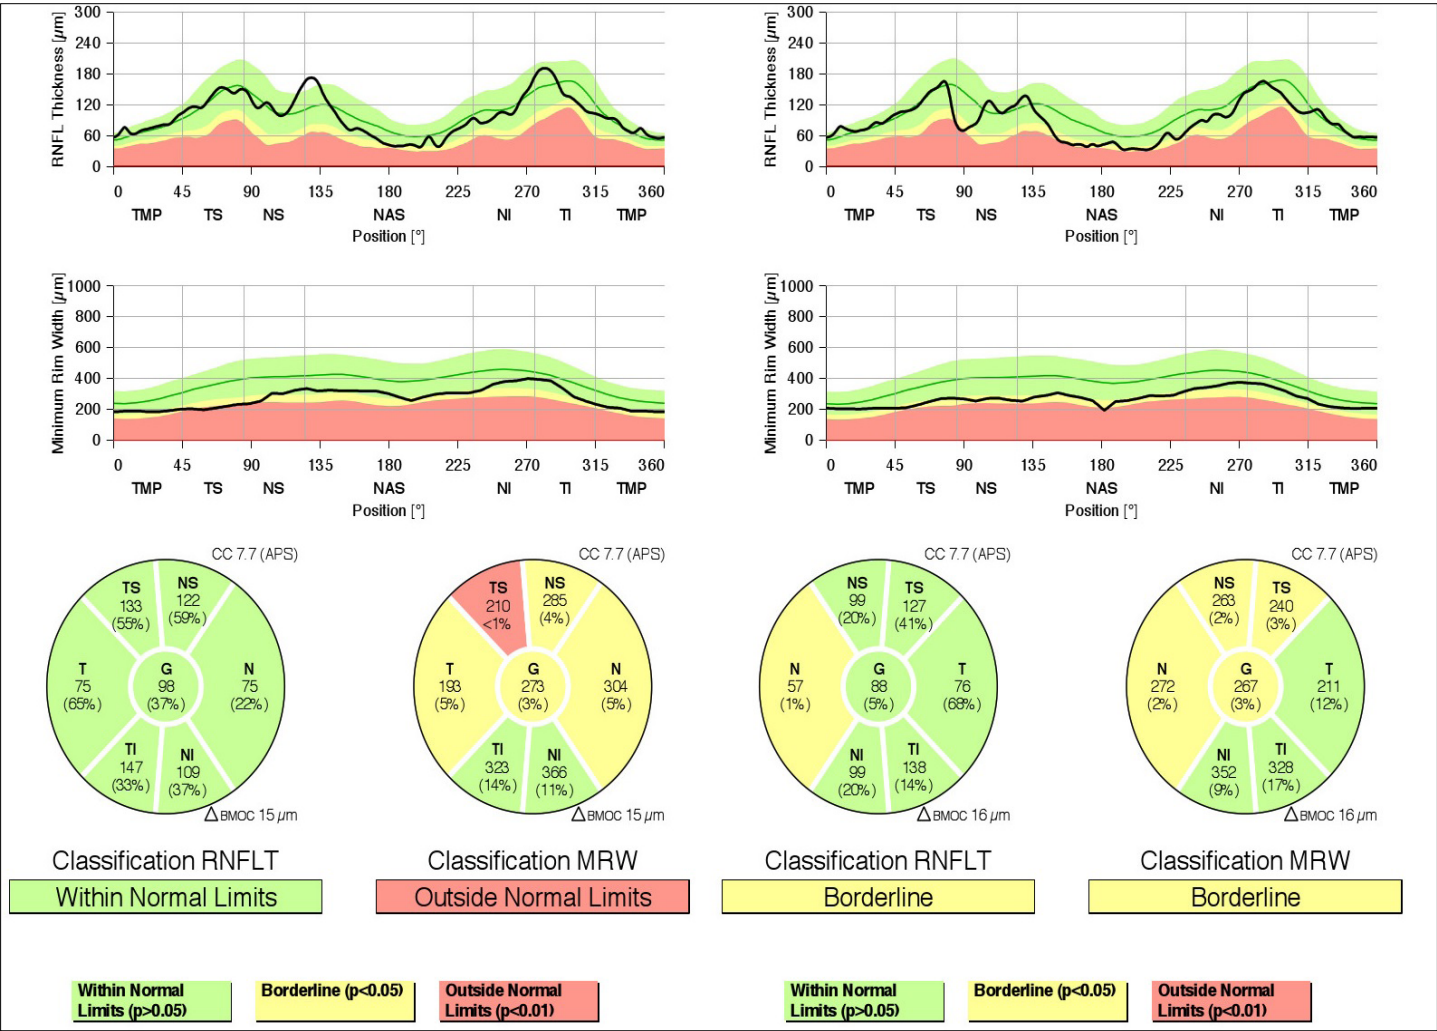 RNFL Thickness [µm]
300
240
180
120
60
0
0 45 90 135 180 225 270 315 360
TMP TS NS NAS NI TI TMP
Position [°]
RNFL Thickness [µm]
300
240
180
120
60
0
0 45 90 135 180 225 270 315 360
TMP TS NS NAS NI TI TMP
Position [°]
Minimum Rim Width [µm]
1000
800
600
400
200
0
0 45 90 135 180 225 270 315 360
TMP TS NS NAS NI TI TMP
Position [°]
Minimum Rim Width [µm]
1000
800
600
400
200
0
0 45 90 135 180 225 270 315 360
TMP TS NS NAS NI TI TMP
Position [°]
CC 7.7 (APS)
TS
133
(55%)
NS
122
(59%)
T
75
(65%)
G
98
(37%)
N
75
(22%)
TI
147
(33%)
NI
109
(37%)
△ BMOC 15 µm
Classification RNFLT
Within Normal Limits
CC 7.7 (APS)
TS
210
<1%
NS
285
(4%)
T
193
(5%)
G
273
(3%)
N
304
(5%)
TI
323
(14%)
NI
366
(11%)
△ BMOC 15 µm
Classification MRW
Outside Normal Limits
CC 7.7 (APS)
NS
99
(20%)
TS
127
(41%)
N
57
(1%)
G
88
(5%)
T
76
(68%)
NI
99
(20%)
TI
138
(14%)
△ BMOC 16 µm
Classification RNFLT
Borderline
CC 7.7 (APS)
NS
263
(2%)
TS
240
(3%)
N
272
(2%)
G
267
(3%)
T
211
(12%)
NI
352
(9%)
TI
328
(17%)
△ BMOC 16 µm
Classification MRW
Borderline
Within Normal
Limits (p>0.05)
Borderline (p<0.05)
Outside Normal
Limits (p<0.01)
Within Normal
Limits (p>0.05)
Borderline (p<0.05)
Outside Normal
Limits (p<0.01)